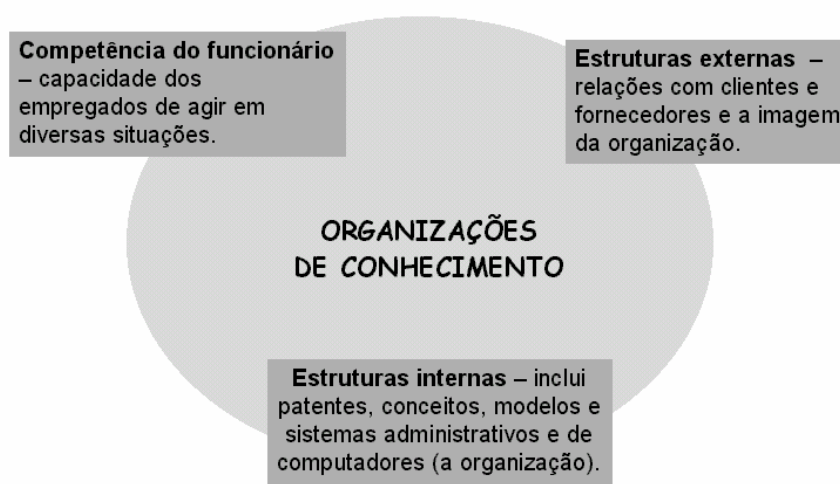 Competência do funcionário
– capacidade dos
empregados de agir em
diversas situações.
Estruturas externas –
relações com clientes e
fornecedores e a imagem
da organização.
ORGANIZAÇÕES
DE CONHECIMENTO
Estruturas internas – inclui
patentes, conceitos, modelos e
sistemas administrativos e de
computadores (a organização).